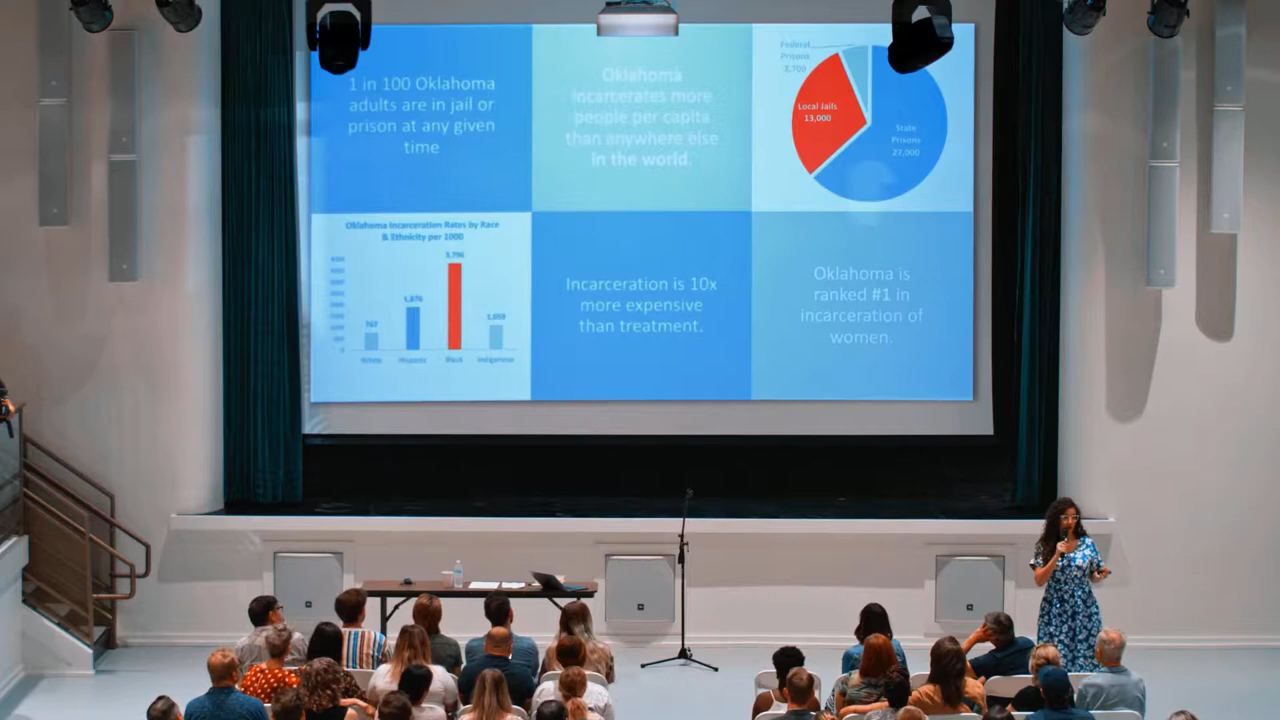 1 in 100 Oklahoma
adults are in jail or
prison at any given
time
Oklahoma
incarcerates more
people per capita
than anywhere else
in the world.
Federal
Prisons
2,700
Local Jails
13,000
State
Prisons
27,000
Oklahoma Incarceration Rates by Race
& Ethnicity per 1000
3,796
1,876
767
1,059
White
Hispanic
Black
Indigenous
Incarceration is 10x
more expensive
than treatment.
Oklahoma is
ranked #1 in
incarceration of
women.